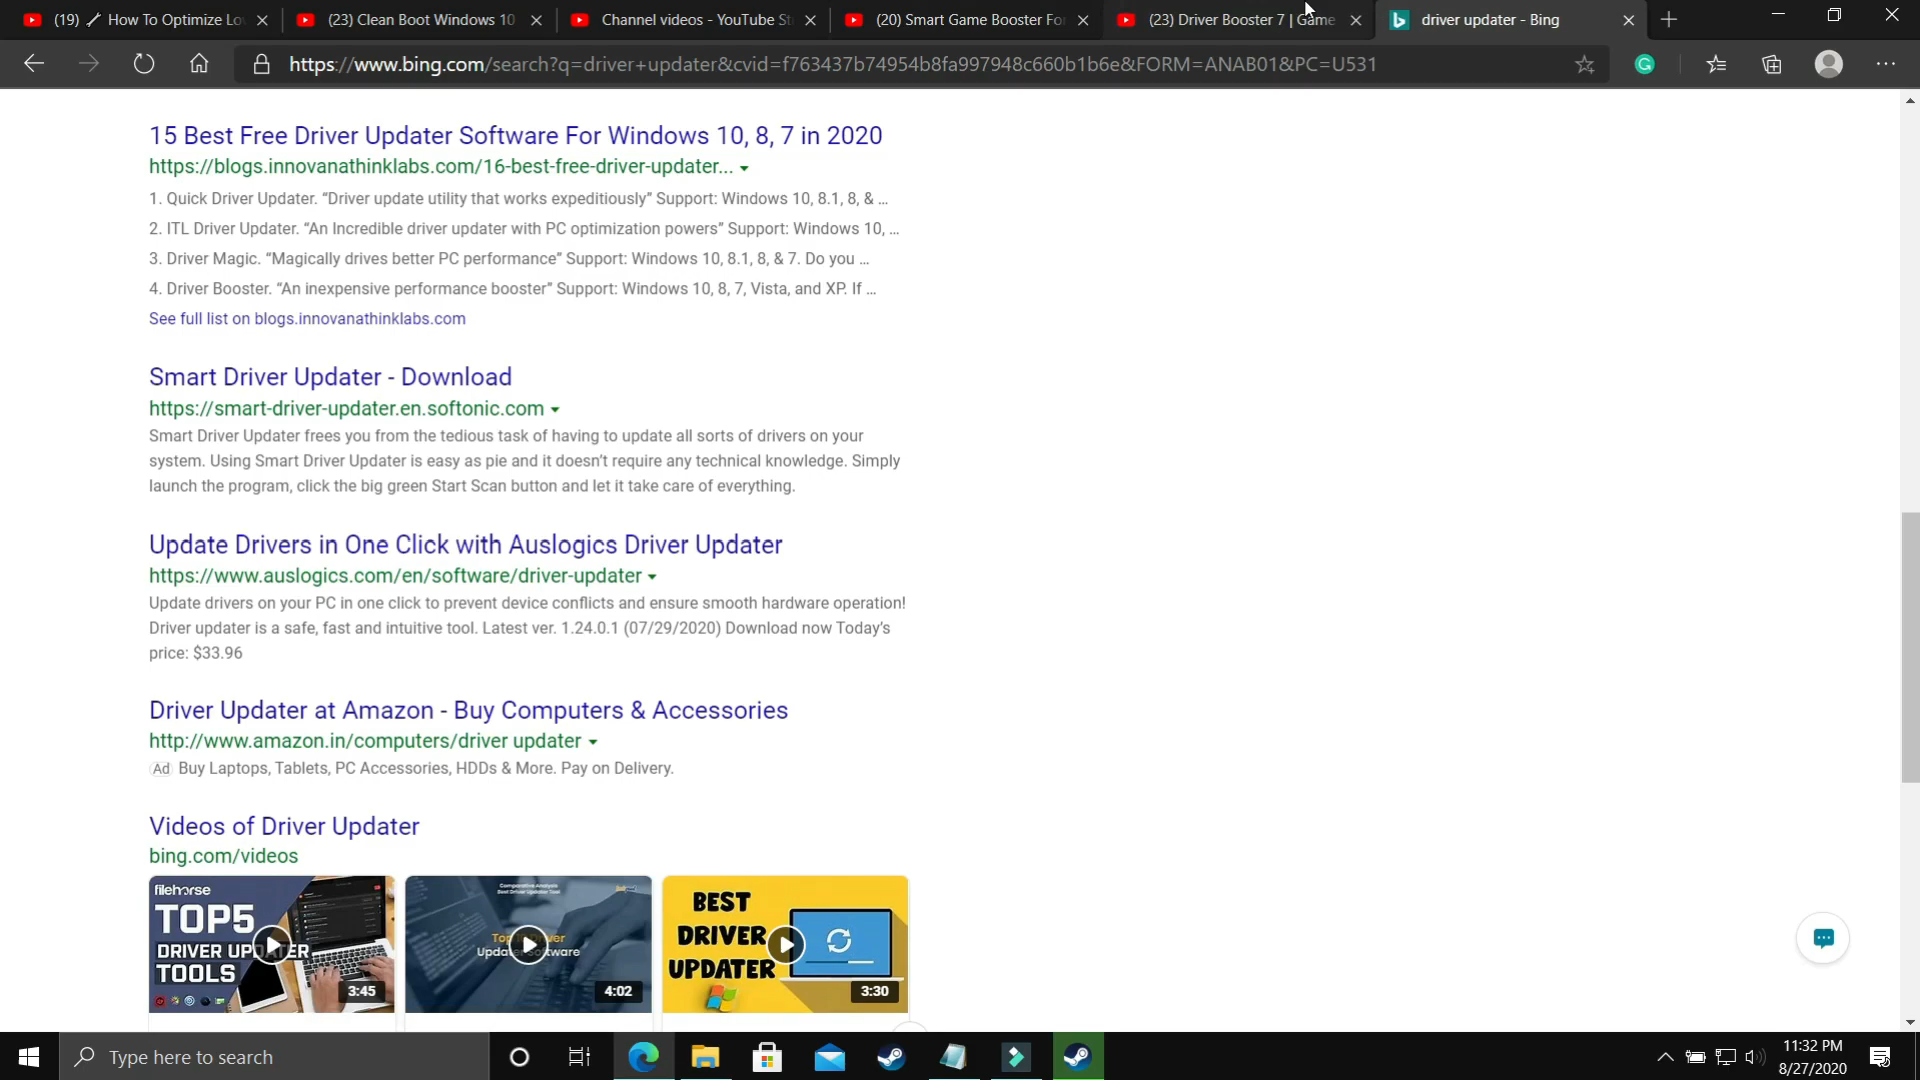 (19) How To Optimize Lo
(23) Clean Boot Windows 10
Channel videos - YouTube St
(20) Smart Game Booster For
(23) Driver Booster 7 | Game
driver updater - Bing
https://www.bing.com/search?q=driver+updater&cvid=f763437b74954b8fa997948c660b1b6e&FORM=ANAB01&PC=U531
15 Best Free Driver Updater Software For Windows 10, 8, 7 in 2020
https://blogs.innovanathinklabs.com/16-best-free-driver-updater...
1. Quick Driver Updater. “Driver update utility that works expeditiously” Support: Windows 10, 8.1, 8, & ...
2. ITL Driver Updater. “An Incredible driver updater with PC optimization powers” Support: Windows 10, ...
3. Driver Magic. “Magically drives better PC performance” Support: Windows 10, 8.1, 8, & 7. Do you ...
4. Driver Booster. “An inexpensive performance booster” Support: Windows 10, 8, 7, Vista, and XP. If ...
See full list on blogs.innovanathinklabs.com
Smart Driver Updater - Download
https://smart-driver-updater.en.softonic.com
Smart Driver Updater frees you from the tedious task of having to update all sorts of drivers on your
system. Using Smart Driver Updater is easy as pie and it doesn't require any technical knowledge. Simply
launch the program, click the big green Start Scan button and let it take care of everything.
Update Drivers in One Click with Auslogics Driver Updater
https://www.auslogics.com/en/software/driver-updater
Update drivers on your PC in one click to prevent device conflicts and ensure smooth hardware operation!
Driver updater is a safe, fast and intuitive tool. Latest ver. 1.24.0.1 (07/29/2020) Download now Today's
price: $33.96
Driver Updater at Amazon - Buy Computers & Accessories
http://www.amazon.in/computers/driver updater
Ad Buy Laptops, Tablets, PC Accessories, HDDs & More. Pay on Delivery.
Videos of Driver Updater
bing.com/videos
filehorse
TOP5
DRIVER UPDATER
TOOLS
3:45
Comparative Analysis
Best Driver Updater Tool
Top 10 Driver
Updater Software
4:02
BEST
DRIVER
UPDATER
3:30
Type here to search
11:32 PM
8/27/2020